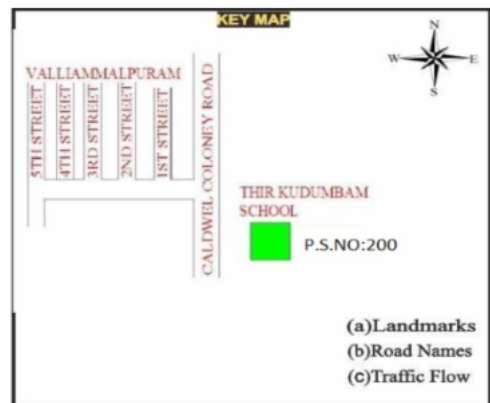 KEY MAP
N
W
E
S
VALLIAMMALPURAM
5TH STREET
4TH STREET
3RD STREET
2ND STREET
1ST STREET
CALDWEL COLONEY ROAD
THIR KUDUMBAM
SCHOOL
P.S.NO:200
(a)Landmarks
(b)Road Names
(c)Traffic Flow